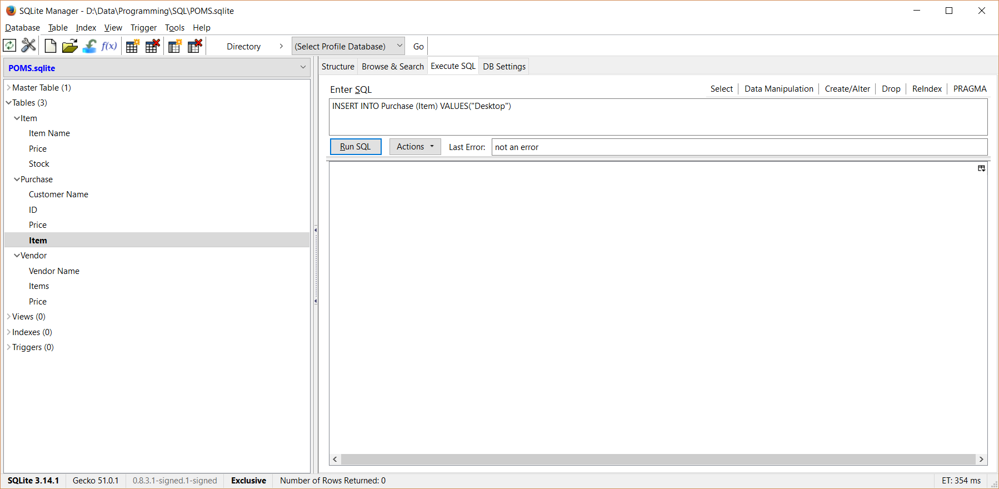 SQLite Manager - D:\Data\Programming\SQL\POMS.sqlite
Database Table Index View Trigger Tools Help
f(x) Directory (Select Profile Database) Go
POMS.sqlite
Master Table (1)
Tables (3)
Item
Item Name
Price
Stock
Purchase
Customer Name
ID
Price
Item
Vendor
Vendor Name
Items
Price
Views (0)
Indexes (0)
Triggers (0)
Structure Browse & Search Execute SQL DB Settings
Enter SQL Select Data Manipulation Create/Alter Drop ReIndex PRAGMA
INSERT INTO Purchase (Item) VALUES("Desktop")
Run SQL Actions Last Error: not an error
SQLite 3.14.1 Gecko 51.0.1 0.8.3.1-signed.1-signed Exclusive Number of Rows Returned: 0 ET: 354 ms